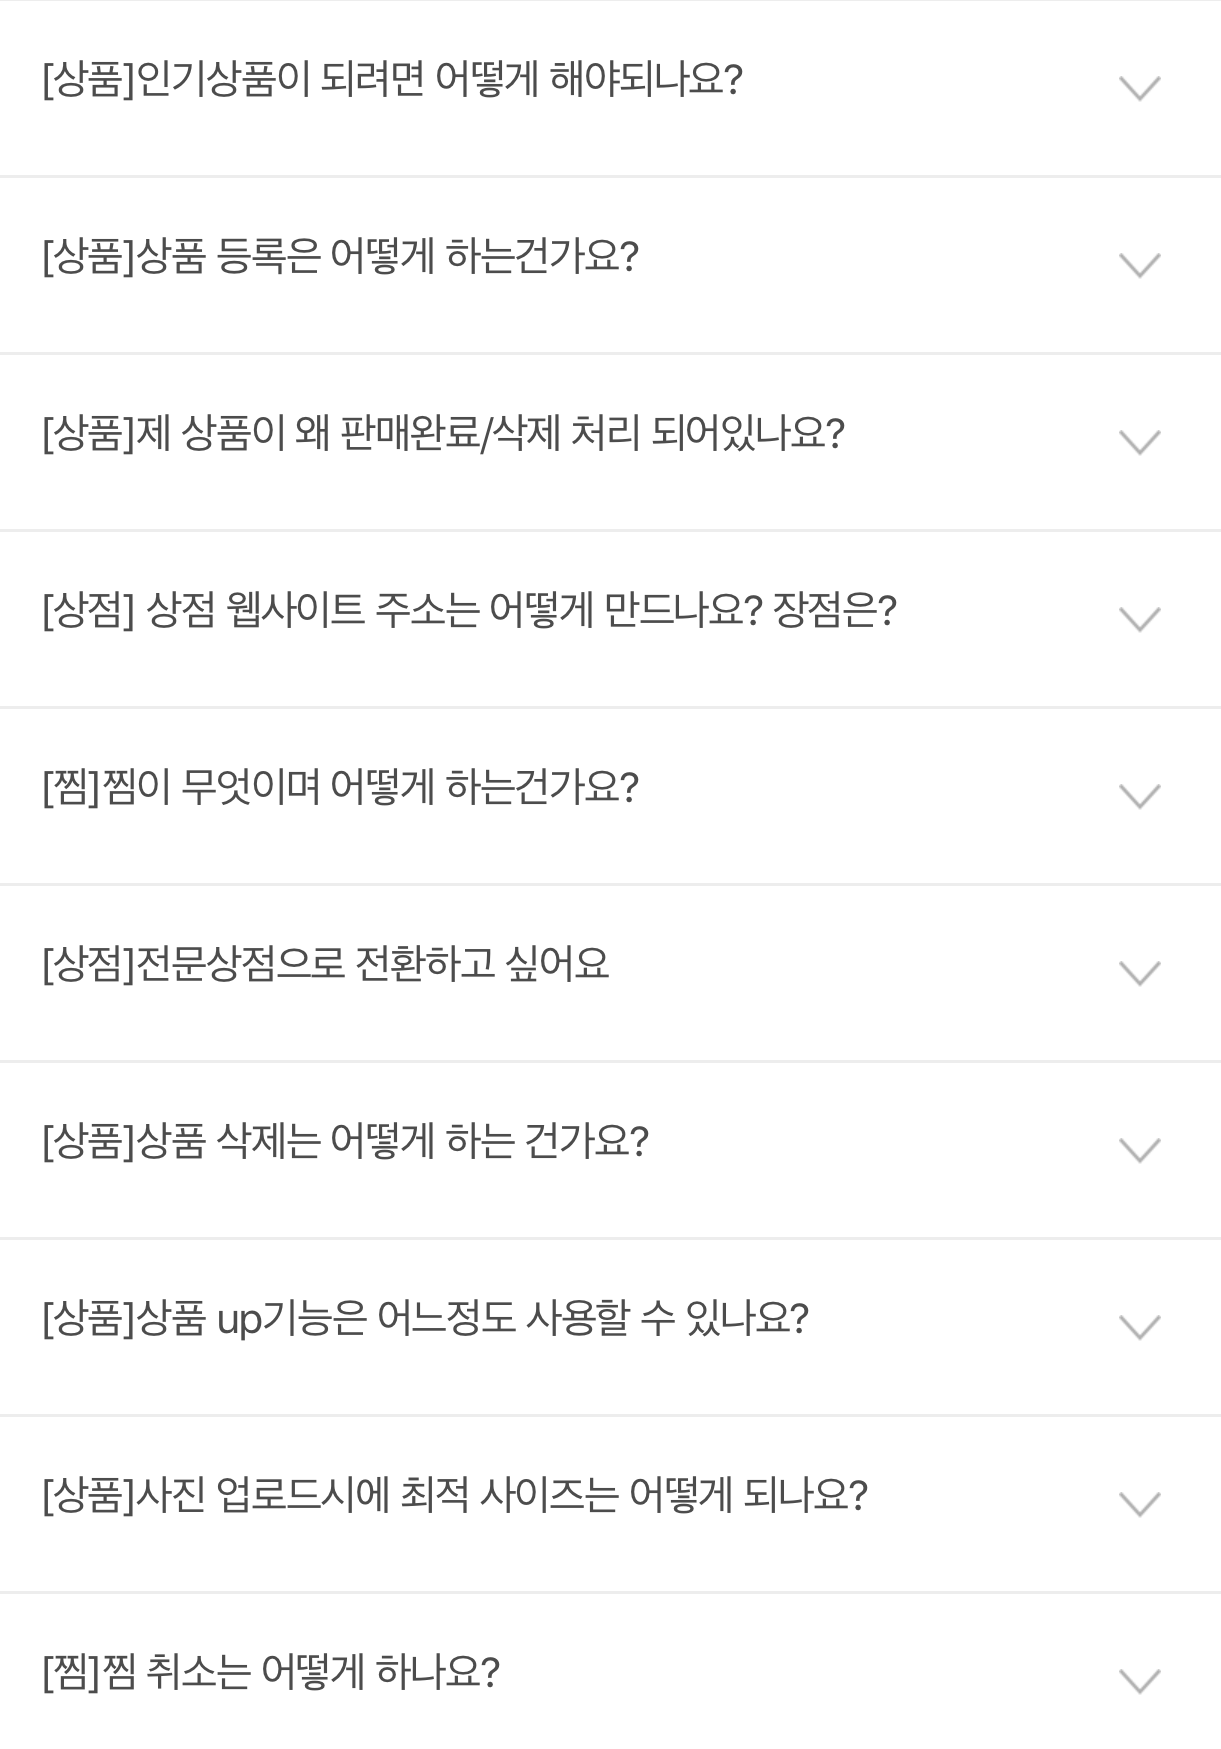 [상품]인기상품이 되려면 어떻게 해야되나요?
[상품]상품 등록은 어떻게 하는건가요?
[상품]제 상품이 왜 판매완료/삭제 처리 되어있나요?
[상점] 상점 웹사이트 주소는 어떻게 만드나요? 장점은?
[찜]찜이 무엇이며 어떻게 하는건가요?
[상점]전문상점으로 전환하고 싶어요
[상품]상품 삭제는 어떻게 하는 건가요?
[상품]상품 up기능은 어느정도 사용할 수 있나요?
[상품]사진 업로드시에 최적 사이즈는 어떻게 되나요?
[찜]찜 취소는 어떻게 하나요?